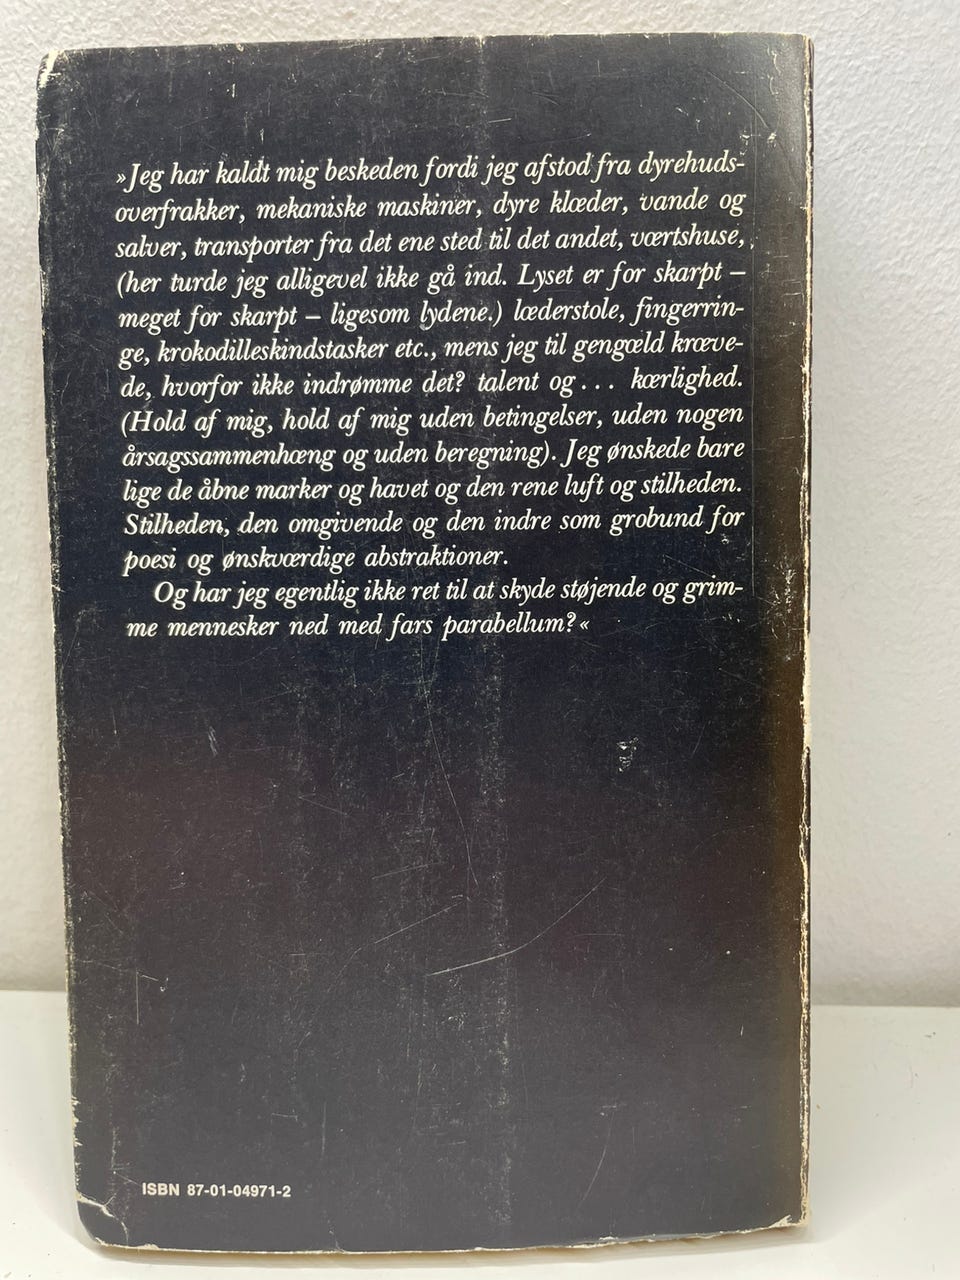 »Jeg har kaldt mig beskeden fordi jeg afstod fra dyrehuds-
overfrakker, mekaniske maskiner, dyre klæder, vande og
salver, transporter fra det ene sted til det andet, værtshuse,
(her turde jeg alligevel ikke gå ind. Lyset er for skarpt –
meget for skarpt – ligesom lydene.) læderstole, fingerrin-
ge, krokodilleskindstasker etc., mens jeg til gengæld kræve-
de, hvorfor ikke indrømme det? talent og... kærlighed.
(Hold af mig, hold af mig uden betingelser, uden nogen
årsagssammenhæng og uden beregning). Jeg ønskede bare
lige de åbne marker og havet og den rene luft og stilheden.
Stilheden, den omgivende og den indre som grobund for
poesi og ønskværdige abstraktioner.
Og har jeg egentlig ikke ret til at skyde støjende og grim-
me mennesker ned med fars parabellum?«
ISBN 87-01-04971-2